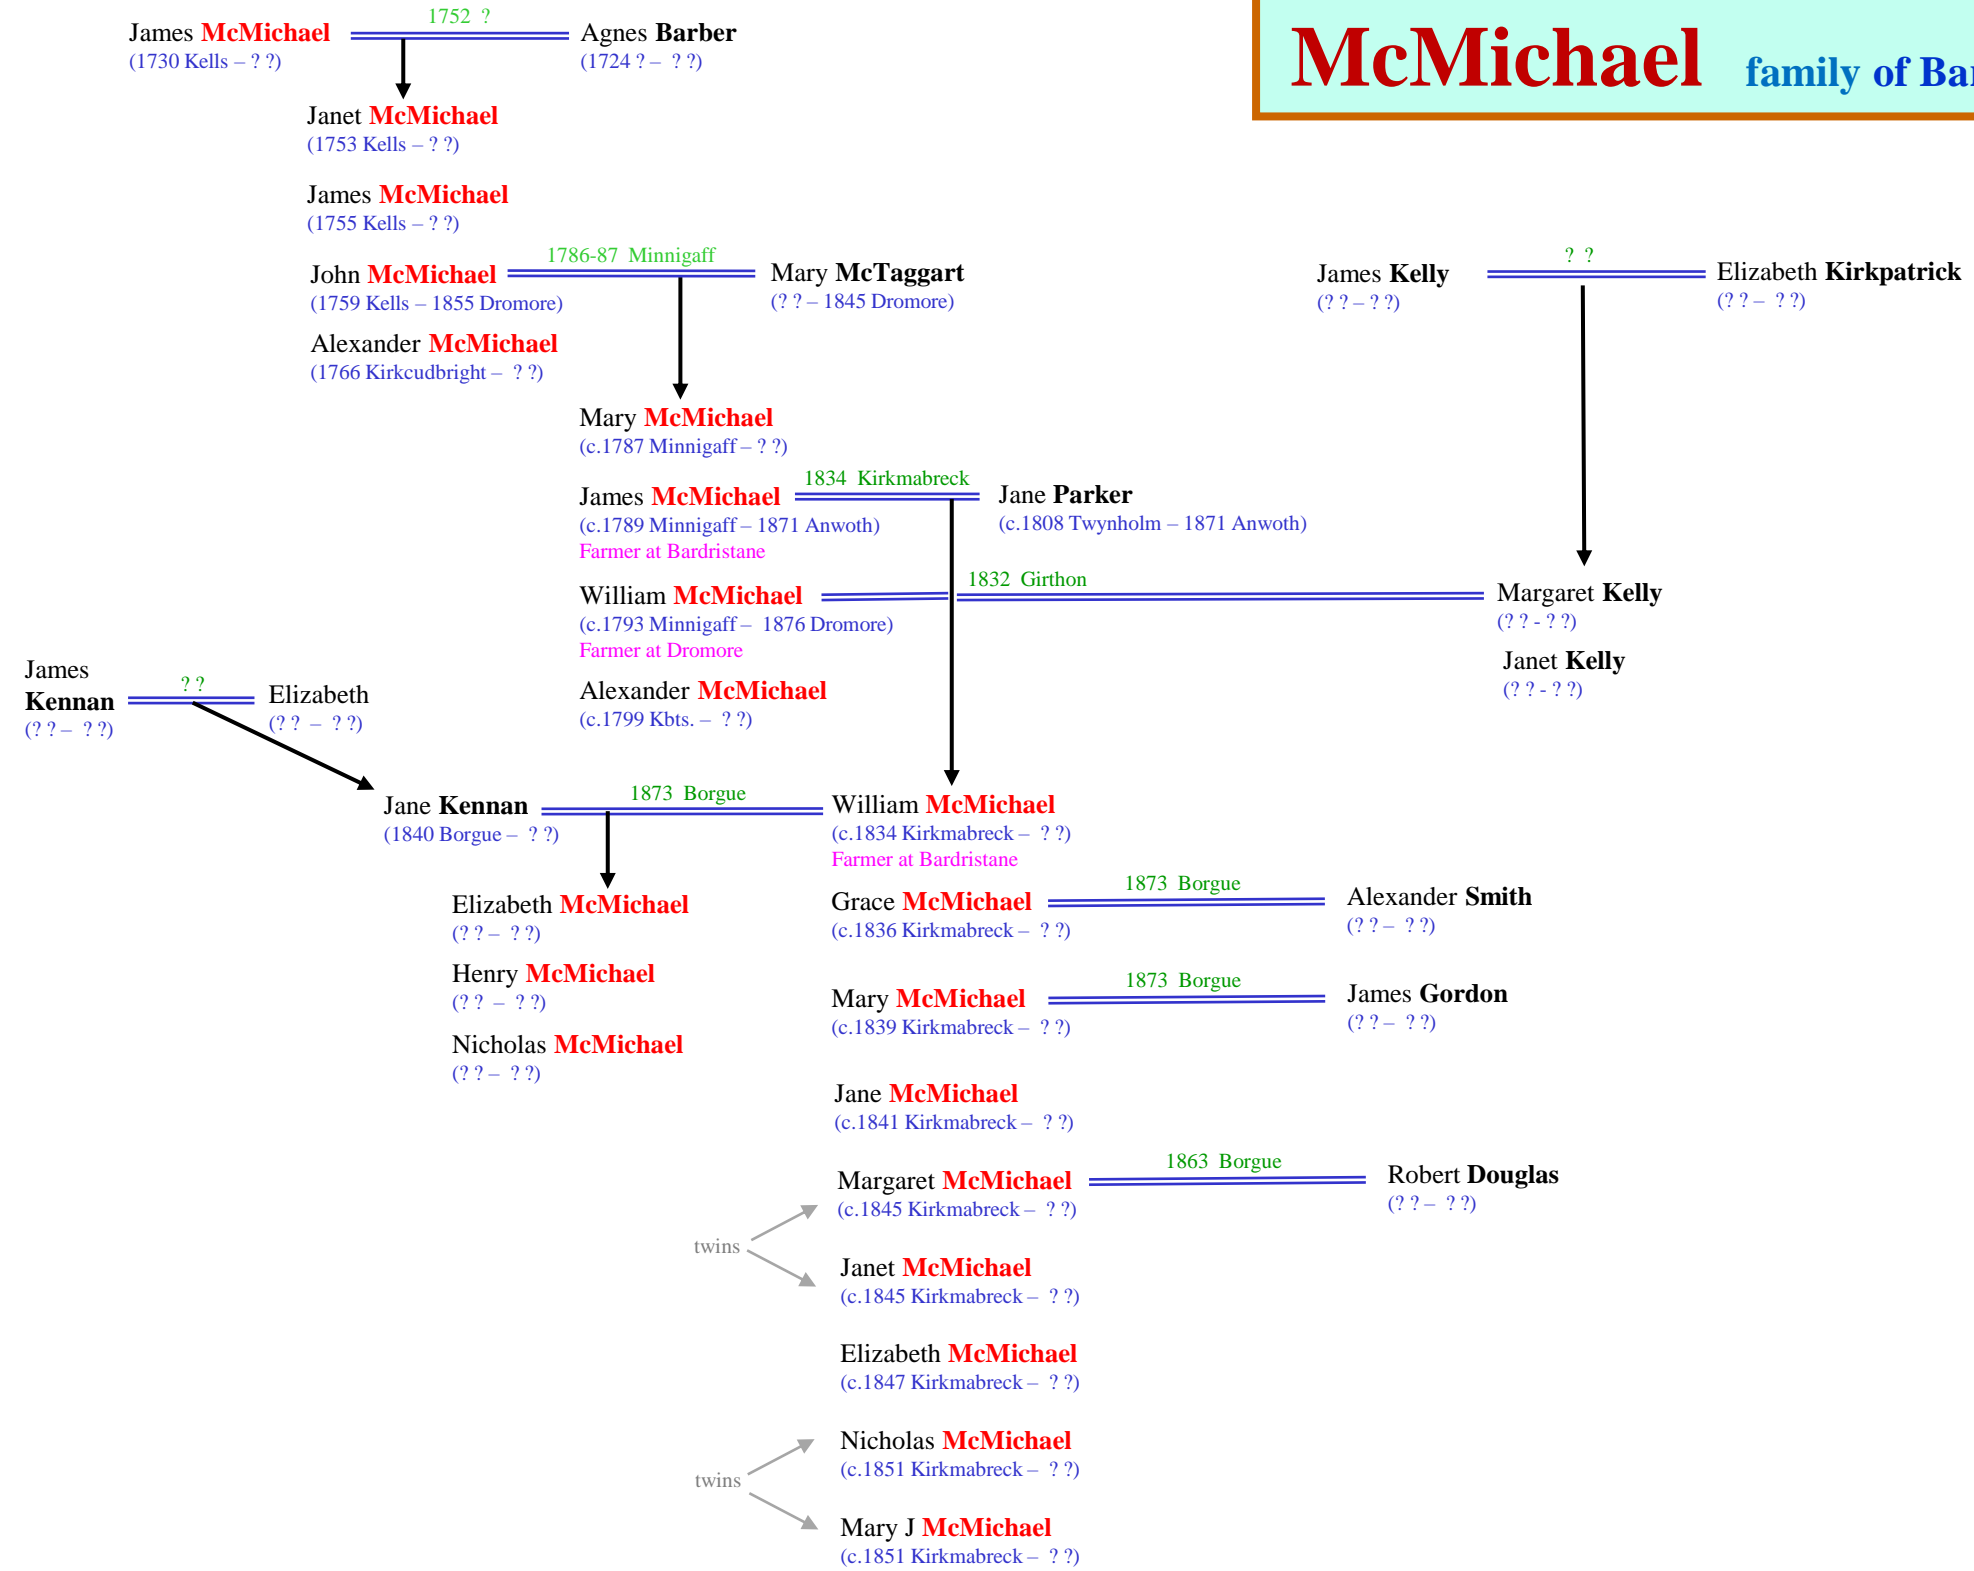 McMichael family of Bar
1752 ?
James McMichael
(1730 Kells – ? ?)
Agnes Barber
(1724 ? – ? ?)
Janet McMichael
(1753 Kells – ? ?)
James McMichael
(1755 Kells – ? ?)
1786-87 Minnigaff
John McMichael
(1759 Kells – 1855 Dromore)
Mary McTaggart
(? ? – 1845 Dromore)
? ?
James Kelly
(? ? – ? ?)
Elizabeth Kirkpatrick
(? ? – ? ?)
Alexander McMichael
(1766 Kirkcudbright – ? ?)
Mary McMichael
(c.1787 Minnigaff – ? ?)
1834 Kirkmabreck
James McMichael
(c.1789 Minnigaff – 1871 Anwoth)
Farmer at Bardristane
Jane Parker
(c.1808 Twynholm – 1871 Anwoth)
1832 Girthon
William McMichael
(c.1793 Minnigaff – 1876 Dromore)
Farmer at Dromore
Margaret Kelly
(? ? - ? ?)
Janet Kelly
(? ? - ? ?)
James
Kennan
(? ? – ? ?)
? ?
Elizabeth
(? ? – ? ?)
Alexander McMichael
(c.1799 Kbts. – ? ?)
1873 Borgue
Jane Kennan
(1840 Borgue – ? ?)
William McMichael
(c.1834 Kirkmabreck – ? ?)
Farmer at Bardristane
Elizabeth McMichael
(? ? – ? ?)
Henry McMichael
(? ? – ? ?)
Nicholas McMichael
(? ? – ? ?)
1873 Borgue
Grace McMichael
(c.1836 Kirkmabreck – ? ?)
Alexander Smith
(? ? – ? ?)
1873 Borgue
Mary McMichael
(c.1839 Kirkmabreck – ? ?)
James Gordon
(? ? – ? ?)
Jane McMichael
(c.1841 Kirkmabreck – ? ?)
1863 Borgue
Margaret McMichael
(c.1845 Kirkmabreck – ? ?)
Robert Douglas
(? ? – ? ?)
twins
Janet McMichael
(c.1845 Kirkmabreck – ? ?)
Elizabeth McMichael
(c.1847 Kirkmabreck – ? ?)
Nicholas McMichael
(c.1851 Kirkmabreck – ? ?)
twins
Mary J McMichael
(c.1851 Kirkmabreck – ? ?)